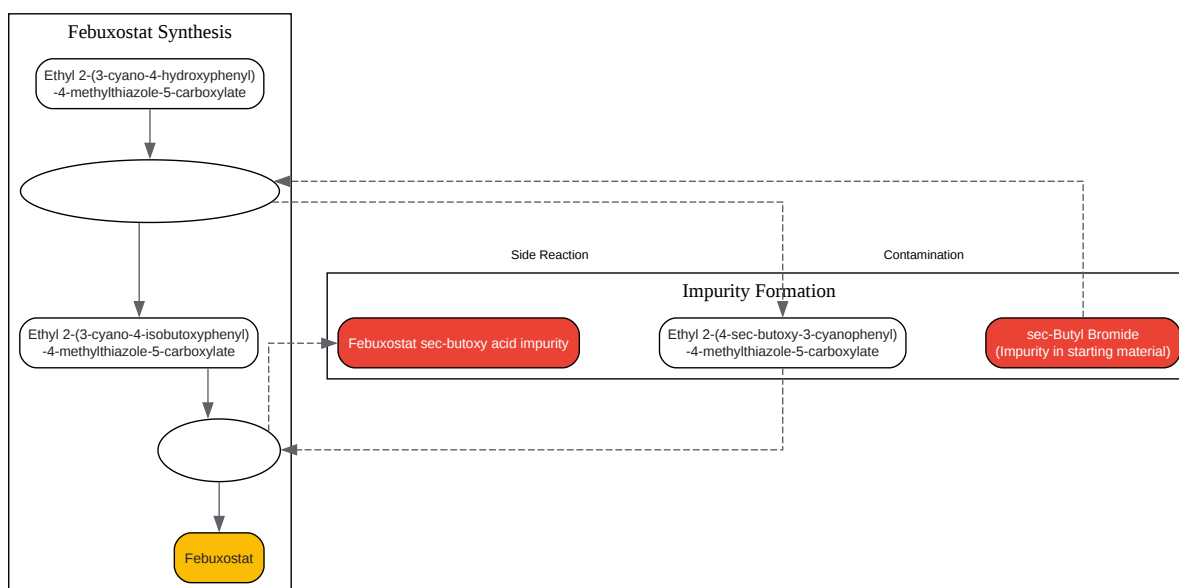 Febuxostat Synthesis
Ethyl 2-(3-cyano-4-hydroxyphenyl)
-4-methylthiazole-5-carboxylate
Side Reaction
Contamination
Impurity Formation
Ethyl 2-(3-cyano-4-isobutoxyphenyl)
-4-methylthiazole-5-carboxylate
Febuxostat sec-butoxy acid impurity
Ethyl 2-(4-sec-butoxy-3-cyanophenyl)
-4-methylthiazole-5-carboxylate
sec-Butyl Bromide
(Impurity in starting material)
Febuxostat